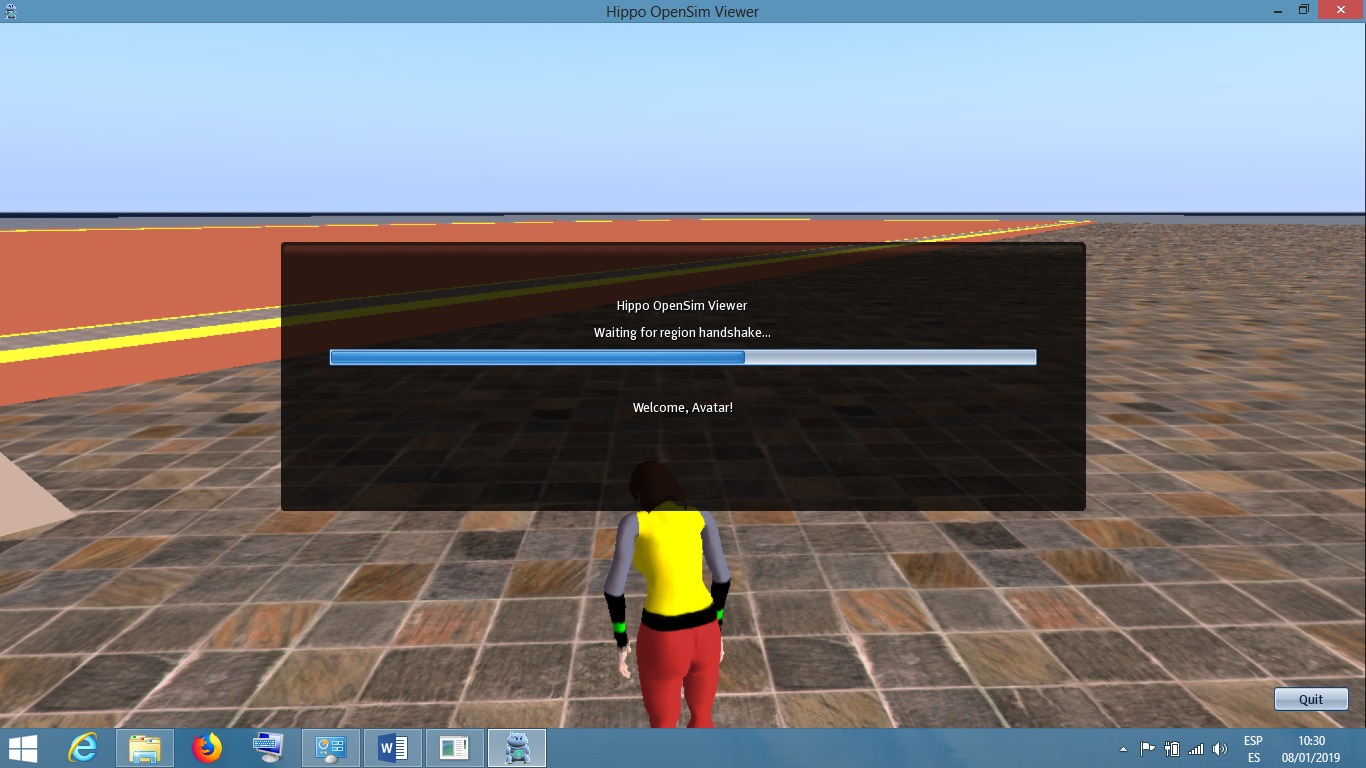 Hippo OpenSim Viewer
Hippo OpenSim Viewer
Waiting for region handshake...
Welcome, Avatar!
Quit
ESP
ES
10:30
08/01/2019